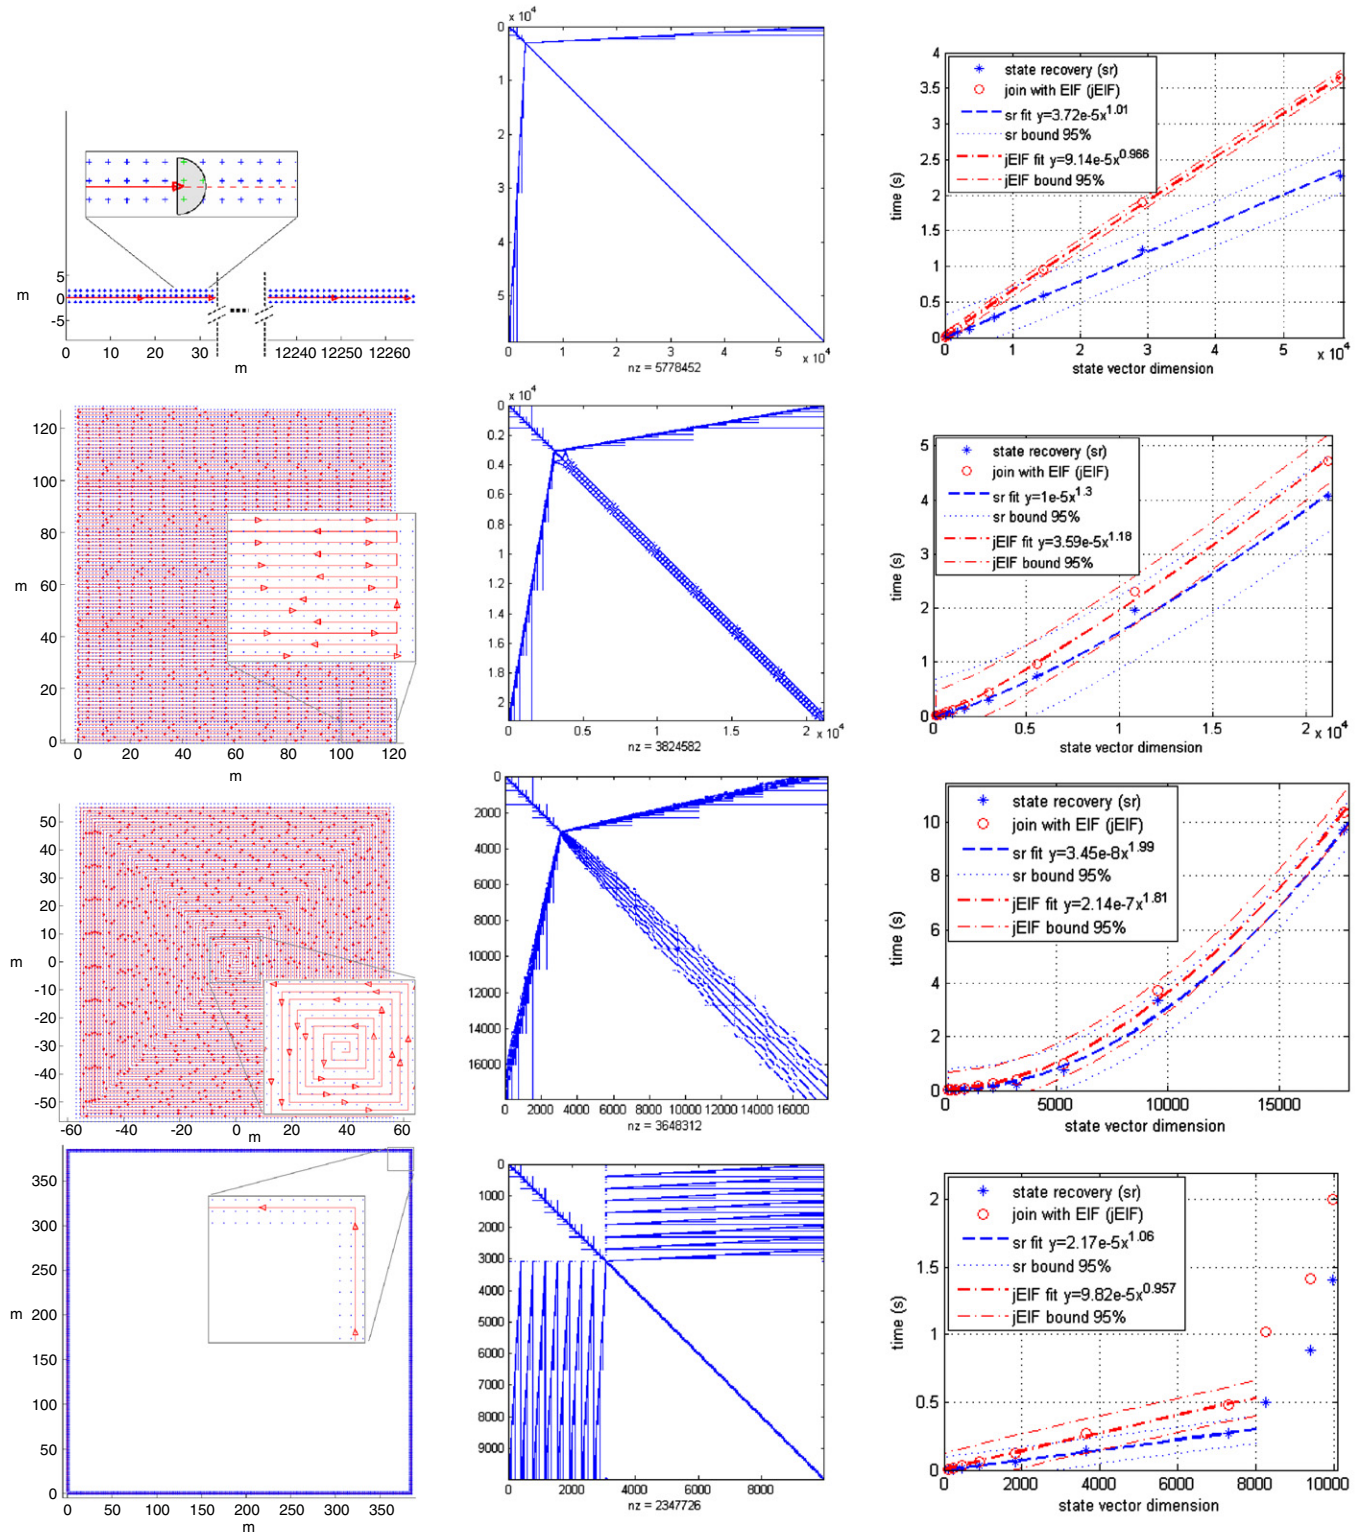 5
0
-5
m
0 10 20 30 12240 12250 12260
m
x 10^4
0
1
2
3
4
5
0 1 2 3 4 5
x 10^4
nz = 5778452
4
3.5
3
2.5
2
1.5
1
0.5
0
time (s)
state recovery (sr)
join with EIF (jEIF)
sr fit y=3.72e-5x^1.01
sr bound 95%
jEIF fit y=9.14e-5x^0.966
jEIF bound 95%
0 1 2 3 4 5
x 10^4
state vector dimension
120
100
80
60
40
20
0
m
0 20 40 60 80 100 120
m
x 10^4
0
0.2
0.4
0.6
0.8
1
1.2
1.4
1.6
1.8
2
0 0.5 1 1.5 2
x 10^4
nz = 3824582
5
4
3
2
1
0
time (s)
state recovery (sr)
join with EIF (jEIF)
sr fit y=1e-5x^1.3
sr bound 95%
jEIF fit y=3.59e-5x^1.18
jEIF bound 95%
0 0.5 1 1.5 2 x 10^4
state vector dimension
50
40
30
20
10
0
-10
-20
-30
-40
-50
m
-60 -40 -20 0 20 40 60
m
0
2000
4000
6000
8000
10000
12000
14000
16000
0 2000 4000 6000 8000 10000 12000 14000 16000
nz = 3648312
10
8
6
4
2
0
time (s)
state recovery (sr)
join with EIF (jEIF)
sr fit y=3.45e-8x^1.99
sr bound 95%
jEIF fit y=2.14e-7x^1.81
jEIF bound 95%
0 5000 10000 15000
state vector dimension
350
300
250
200
150
100
50
0
m
0 50 100 150 200 250 300 350
m
0
1000
2000
3000
4000
5000
6000
7000
8000
9000
0 2000 4000 6000 8000
nz = 2347726
2
1.5
1
0.5
0
time (s)
state recovery (sr)
join with EIF (jEIF)
sr fit y=2.17e-5x^1.06
sr bound 95%
jEIF fit y=9.82e-5x^0.957
jEIF bound 95%
0 2000 4000 6000 8000 10000
state vector dimension